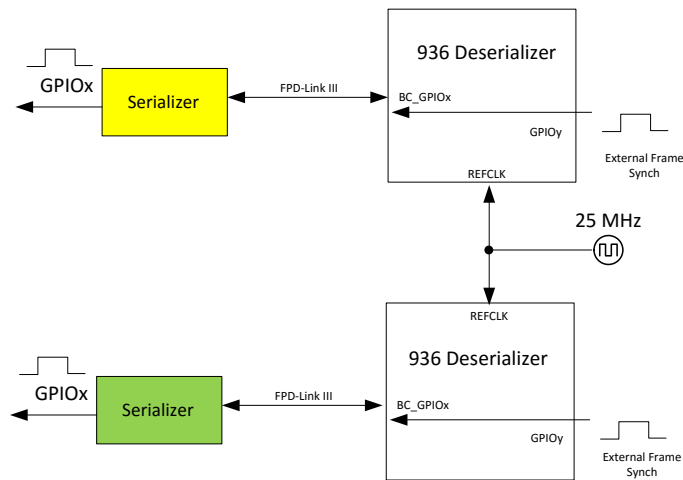 936 Deserializer
GPIOx
Serializer
FPD-Link III
BC_GPIOx
GPIOy
External Frame
Synch
REFCLK
25 MHz
REFCLK
936 Deserializer
GPIOx
Serializer
FPD-Link III
BC_GPIOx
GPIOy
External Frame
Synch